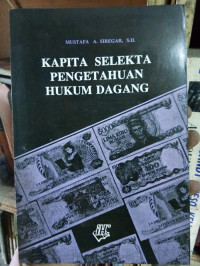 MUSTAFA A. SIREGAR, S.H.
KAPITA SELEKTA
PENGETAHUAN
HUKUM DAGANG